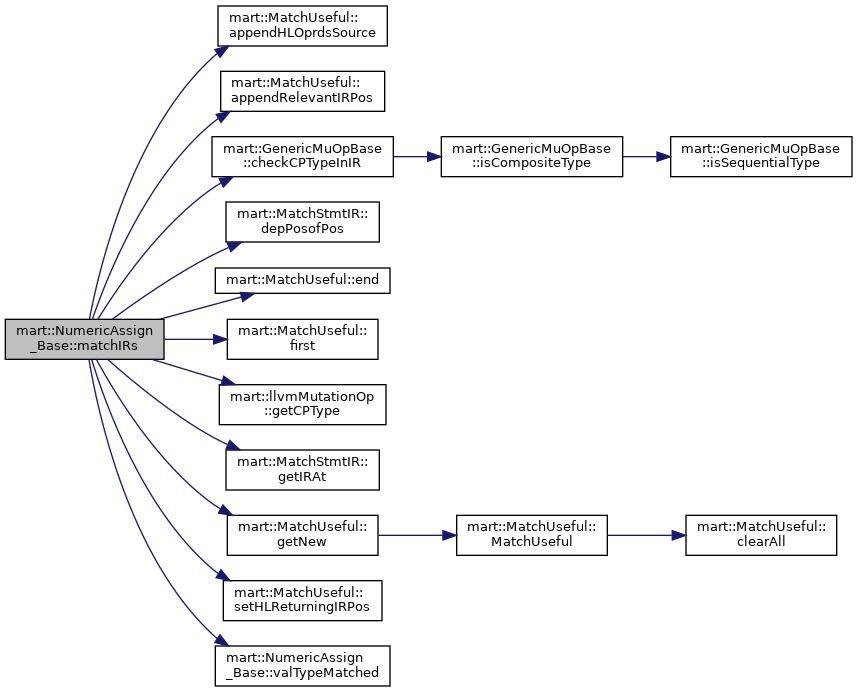 mart::MatchUseful::
appendHLOprdsSource
mart::MatchUseful::
appendRelevantIRPos
mart::GenericMuOpBase
::checkCPTypeInIR
mart::GenericMuOpBase
::isCompositeType
mart::GenericMuOpBase
::isSequentialType
mart::MatchStmtIR::
depPosofPos
mart::MatchUseful::end
mart::NumericAssign
_Base::matchIRs
mart::MatchUseful::
first
mart::llvmMutationOp
::getCPType
mart::MatchStmtIR::
getIRAt
mart::MatchUseful::
getNew
mart::MatchUseful::
MatchUseful
mart::MatchUseful::
clearAll
mart::MatchUseful::
setHLReturningIRPos
mart::NumericAssign
_Base::valTypeMatched